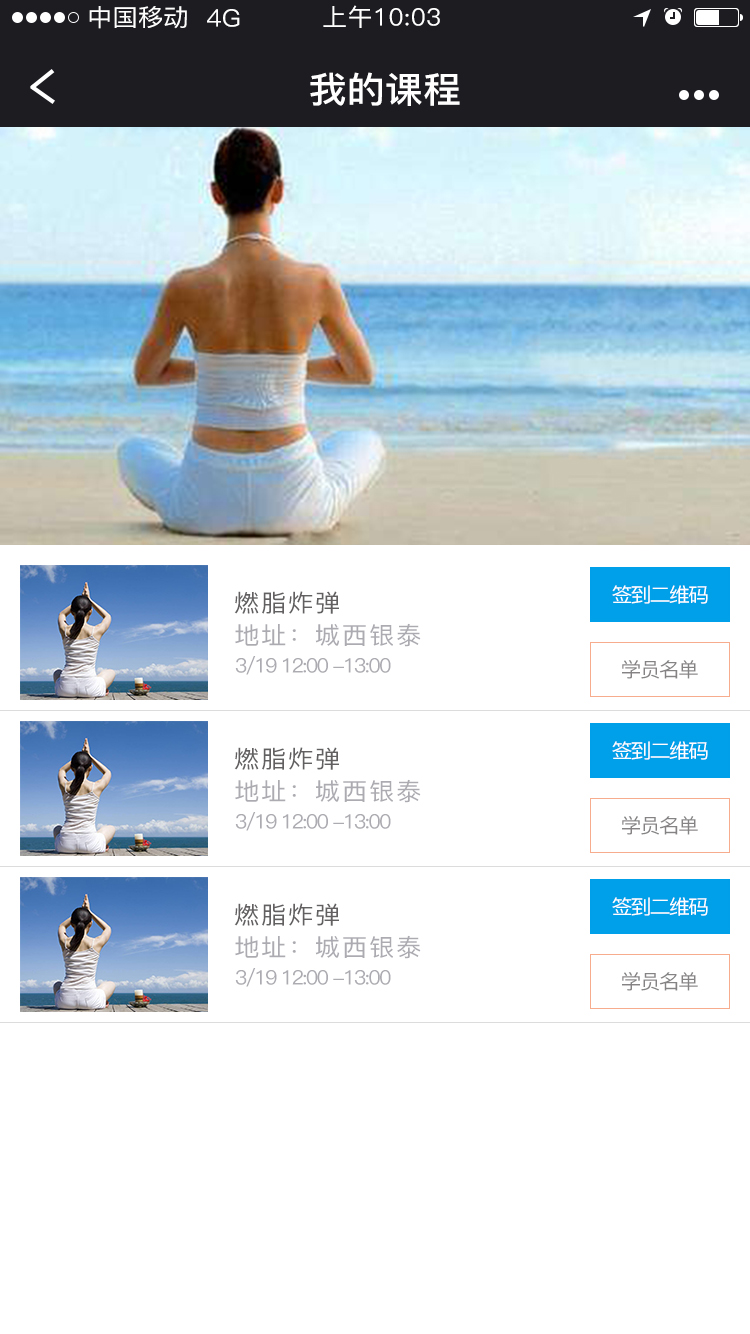 中国移动 4G 上午10:03
我的课程
燃脂炸弹
地址：城西银泰
3/19 12:00 –13:00
签到二维码
学员名单
燃脂炸弹
地址：城西银泰
3/19 12:00 –13:00
签到二维码
学员名单
燃脂炸弹
地址：城西银泰
3/19 12:00 –13:00
签到二维码
学员名单